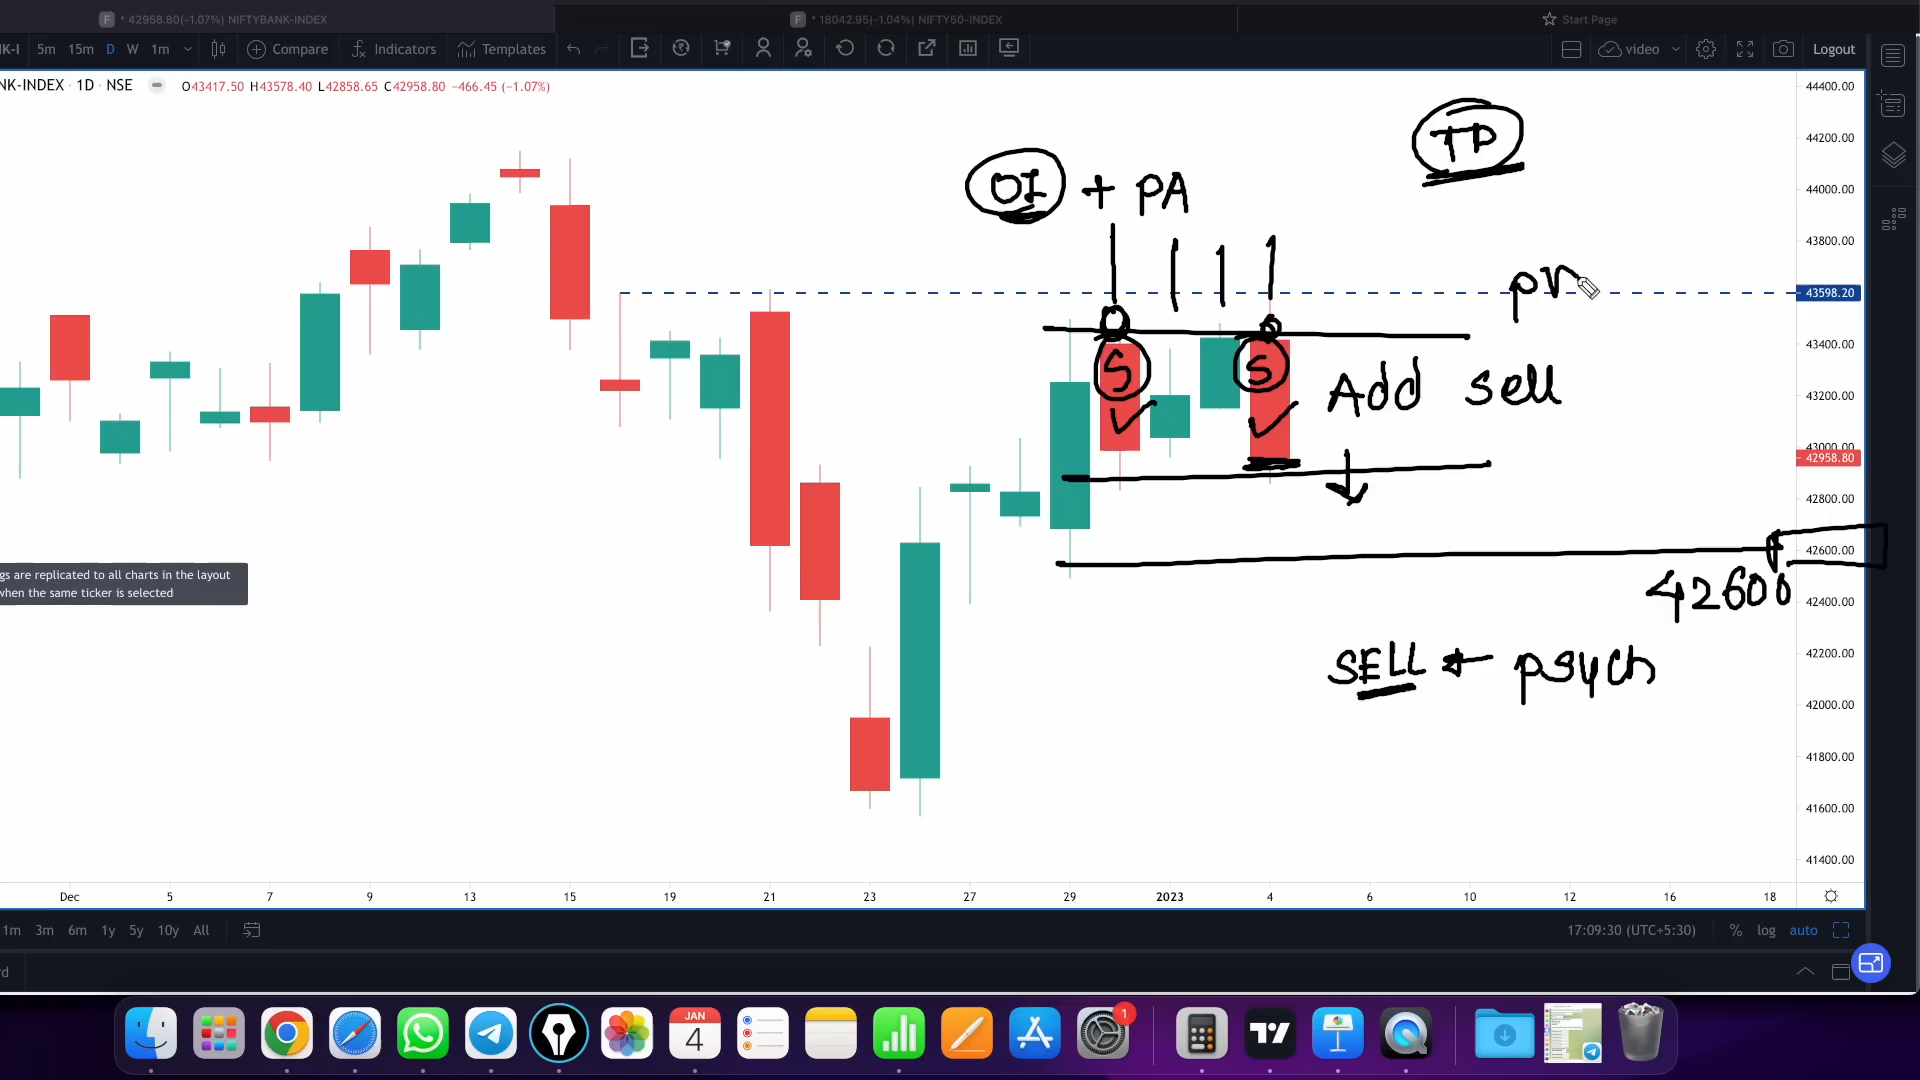 * 42958.80(-1.07%) NIFTYBANK-INDEX
* 18042.95(-1.04%) NIFTY50-INDEX
Start Page
K-I 5m 15m D W 1m Compare Indicators Templates video Logout
NK-INDEX · 1D · NSE O43417.50 H43578.40 L42858.65 C42958.80 −466.45 (−1.07%)
44400.00
44200.00
44000.00
43800.00
43598.20
43400.00
43200.00
43000.00
42958.80
42800.00
42600.00
42400.00
42200.00
42000.00
41800.00
41600.00
41400.00
TP
OI + PA
S S Add sell
42600
SELL psych
gs are replicated to all charts in the layout
when the same ticker is selected
Dec 5 7 9 13 15 19 21 23 27 29 2023 4 6 10 12 16 18
1m 3m 6m 1y 5y 10y All 17:09:30 (UTC+5:30) % log auto
rd
JAN
4
1